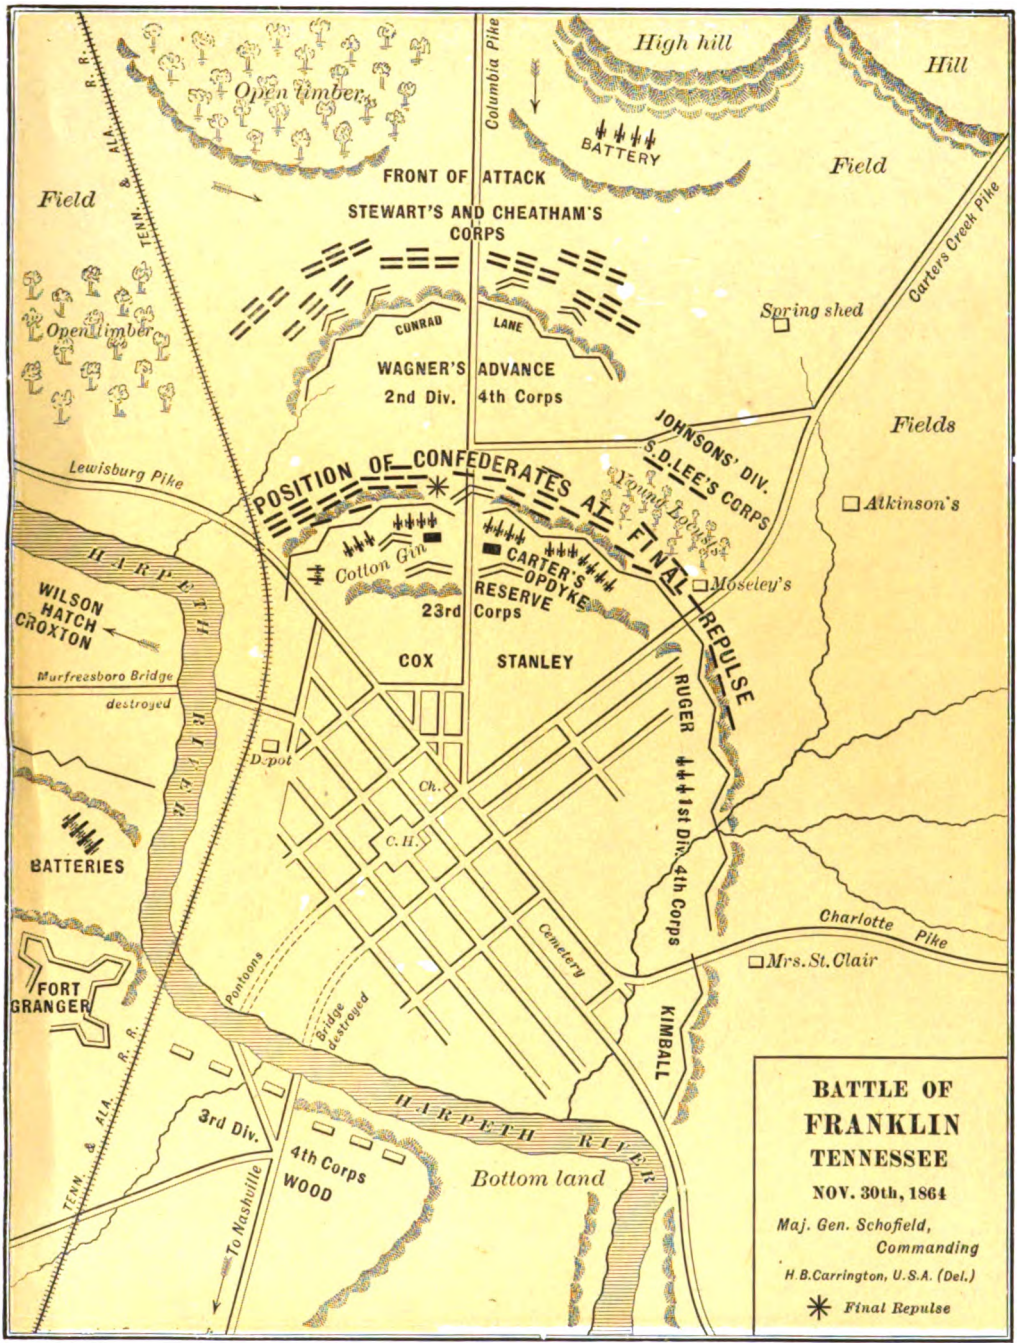 High hill
Hill
R. R.
Open timber
Columbia Pike
BATTERY
TENN. & ALA.
FRONT OF ATTACK
Field
Field
STEWART'S AND CHEATHAM'S
CORPS
Carters Creek Pike
Spring shed
Open timber
CONRAD LANE
WAGNER'S ADVANCE
2nd Div. 4th Corps
Fields
JOHNSONS' DIV.
S.D.LEE'S CORPS
Lewisburg Pike
POSITION OF CONFEDERATES AT FINAL REPULSE
Young Locusts
Atkinson's
HARPETH RIVER
Cotton Gin
CARTER'S
OPDYKE
RESERVE
23rd Corps
Moseley's
WILSON
HATCH
CROXTON
COX STANLEY
Murfreesboro Bridge
destroyed
RUGER
Depot
Ch.
C.H.
1st Div. 4th Corps
BATTERIES
Cemetery
Charlotte Pike
Mrs. St. Clair
Pontoons
Bridge
destroyed
FORT
GRANGER
KIMBALL
TENN. & ALA. R. R.
HARPETH RIVER
3rd Div.
4th Corps
WOOD
Bottom land
To Nashville
BATTLE OF
FRANKLIN
TENNESSEE
NOV. 30th, 1864
Maj. Gen. Schofield,
Commanding
H.B.Carrington, U.S.A. (Del.)
Final Repulse